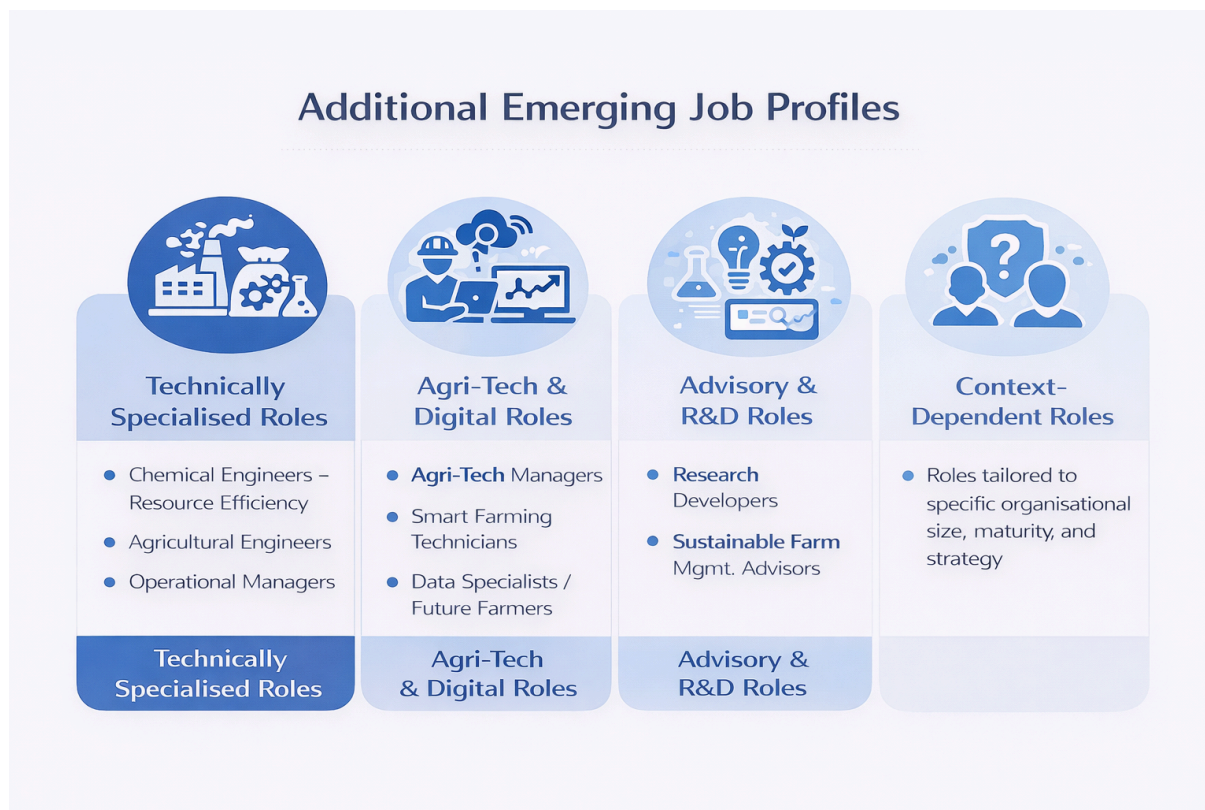 Additional Emerging Job Profiles
Technically
Specialised Roles
Chemical Engineers –
Resource Efficiency
Agricultural Engineers
Operational Managers
Technically
Specialised Roles
Agri-Tech &
Digital Roles
Agri-Tech Managers
Smart Farming
Technicians
Data Specialists /
Future Farmers
Agri-Tech
& Digital Roles
Advisory &
R&D Roles
Research
Developers
Sustainable Farm
Mgmt. Advisors
Advisory &
R&D Roles
?
Context-
Dependent Roles
Roles tailored to
specific organisational
size, maturity, and
strategy